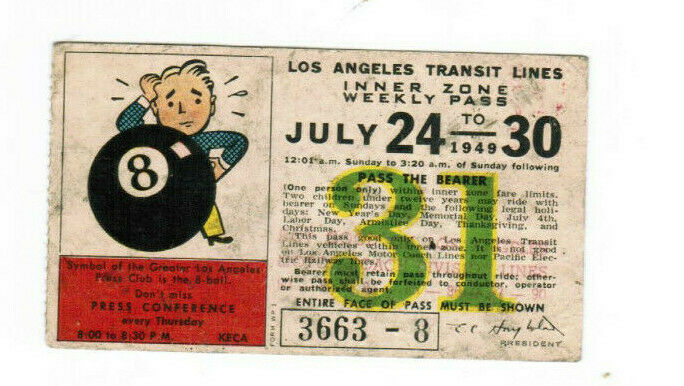 8
Symbol of the Greater Los Angeles
Press Club is the 8-ball.
Don't miss
PRESS CONFERENCE
every Thursday
8:00 to 8:30 P.M. KECA
FORM WP 1
LOS ANGELES TRANSIT LINES
INNER ZONE
WEEKLY PASS
JULY 24 TO 30
1949
12:01 a.m. Sunday to 3:20 a.m. of Sunday following
31
PASS THE BEARER
(One person only) within inner zone fare limits.
Two children under twelve years may ride with
bearer on Sundays and the following legal holi-
days: New Year's Day, Memorial Day, July 4th,
Labor Day, Armistice Day, Thanksgiving, and
Christmas.
This pass good only on Los Angeles Transit
Lines vehicles within fare zone. It is not good
on Los Angeles Motor Coach Lines nor Pacific Elec-
tric Railway lines.
Bearer must retain pass throughout ride; other-
wise pass shall be forfeited to conductor, operator
or authorized agent.
ENTIRE FACE OF PASS MUST BE SHOWN
3663 - 8
PRESIDENT